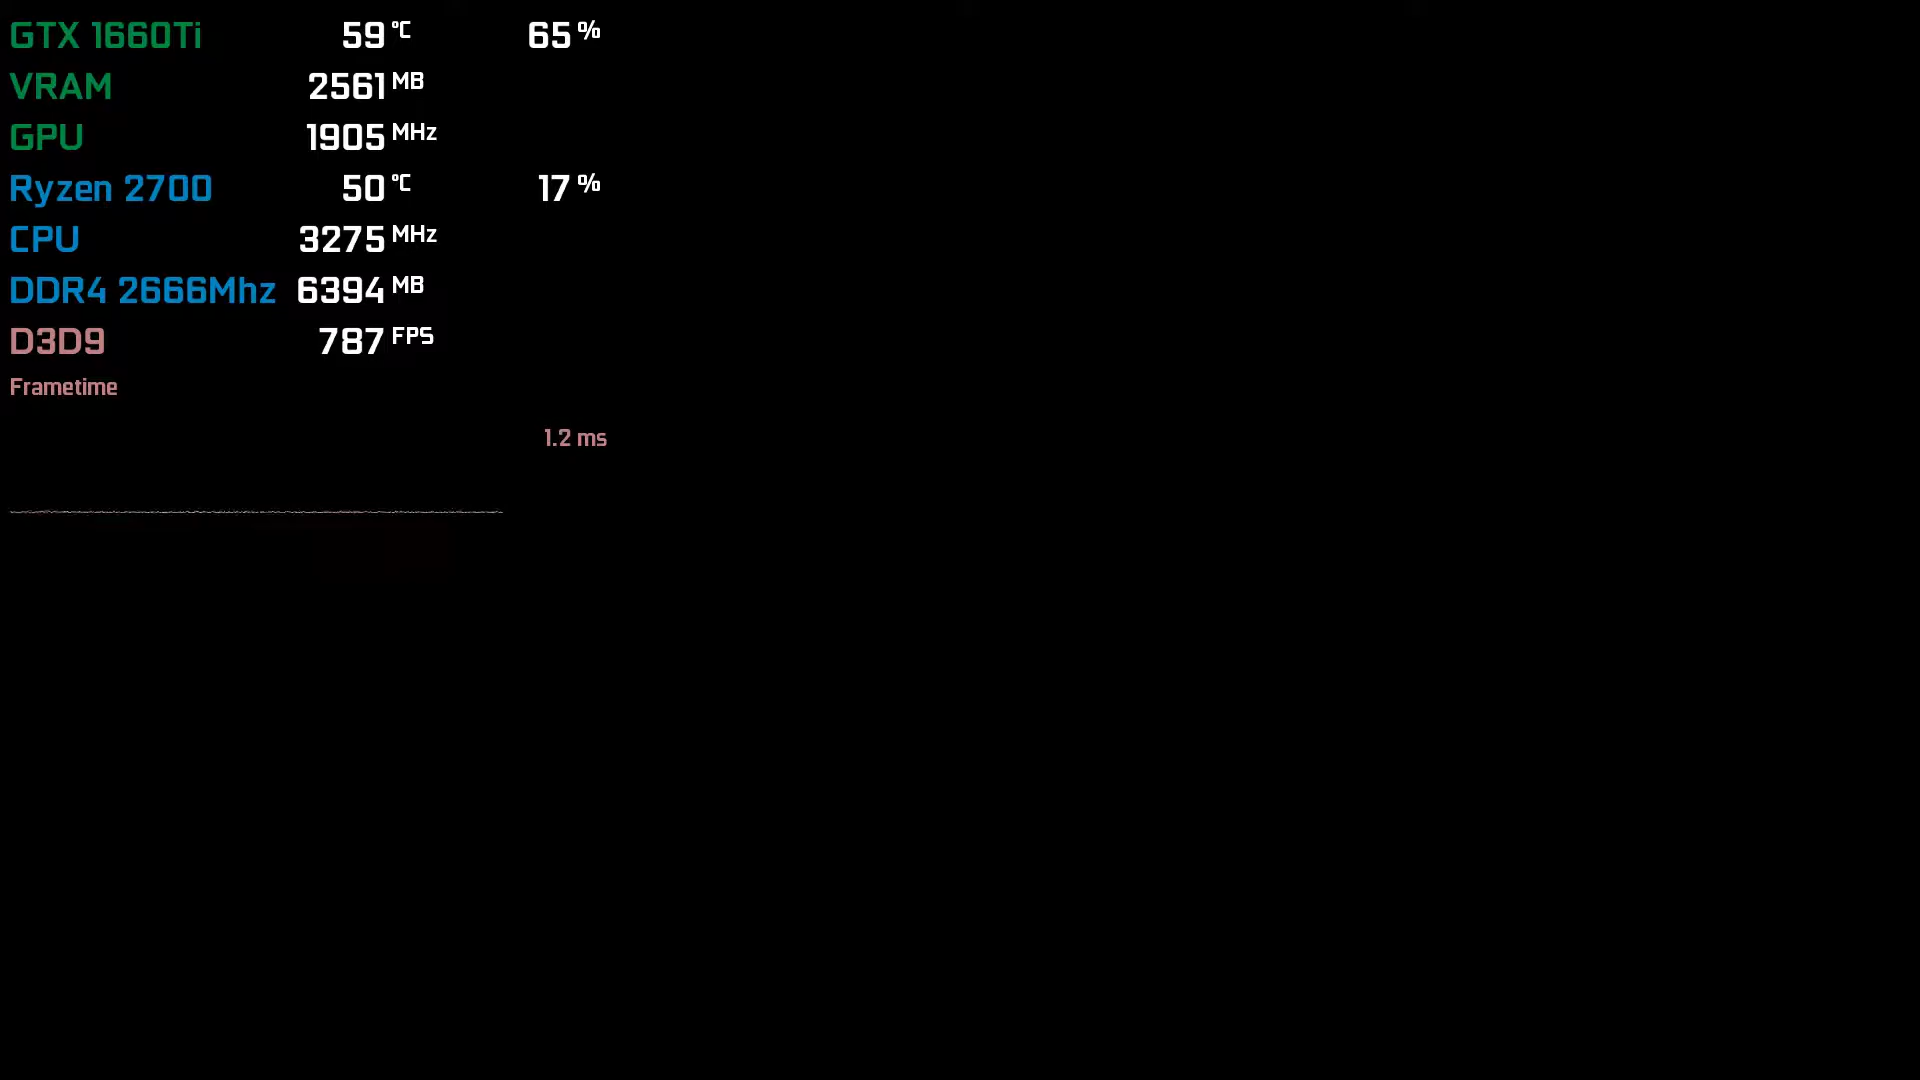 GTX 1660Ti 59 °C 65 %
VRAM 2561 MB
GPU 1905 MHz
Ryzen 2700 50 °C 17 %
CPU 3275 MHz
DDR4 2666Mhz 6394 MB
D3D9 787 FPS
Frametime
1.2 ms